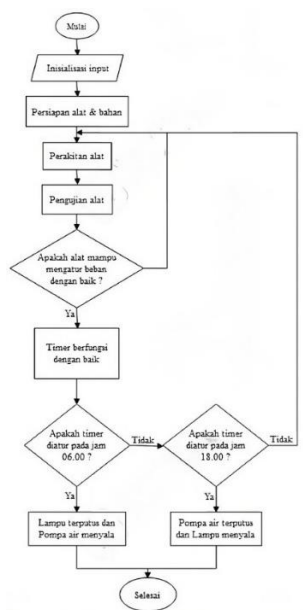 Mulai
Inisialisasi input
Persiapan alat & bahan
Perakitan alat
Pengujian alat
Apakah alat mampu
mengatur beban
dengan baik ?
Ya
Timer berfungsi
dengan baik
Apakah timer
diatur pada jam
06.00 ?
Tidak
Apakah timer
diatur pada jam
18.00 ?
Tidak
Ya
Ya
Lampu terputus dan
Pompa air menyala
Pompa air terputus
dan Lampu menyala
Selesai